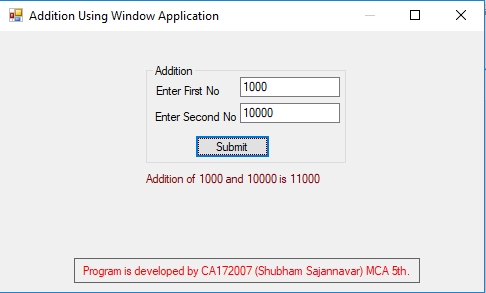 Addition Using Window Application
Addition
Enter First No 1000
Enter Second No 10000
Submit
Addition of 1000 and 10000 is 11000
Program is developed by CA172007 (Shubham Sajannavar) MCA 5th.